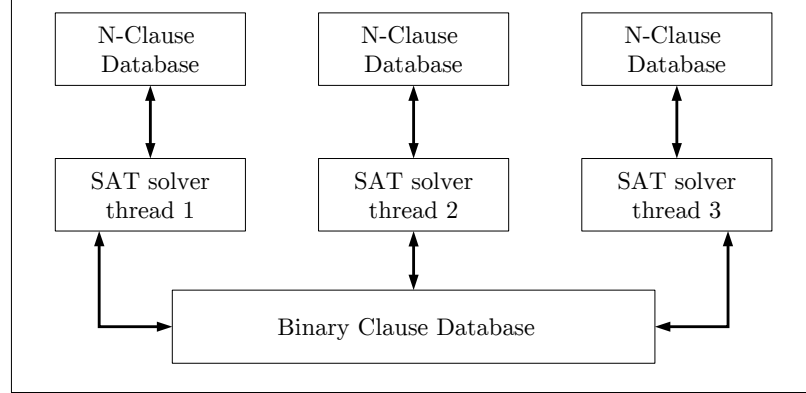 N-Clause
Database
N-Clause
Database
N-Clause
Database
SAT solver
thread 1
SAT solver
thread 2
SAT solver
thread 3
Binary Clause Database